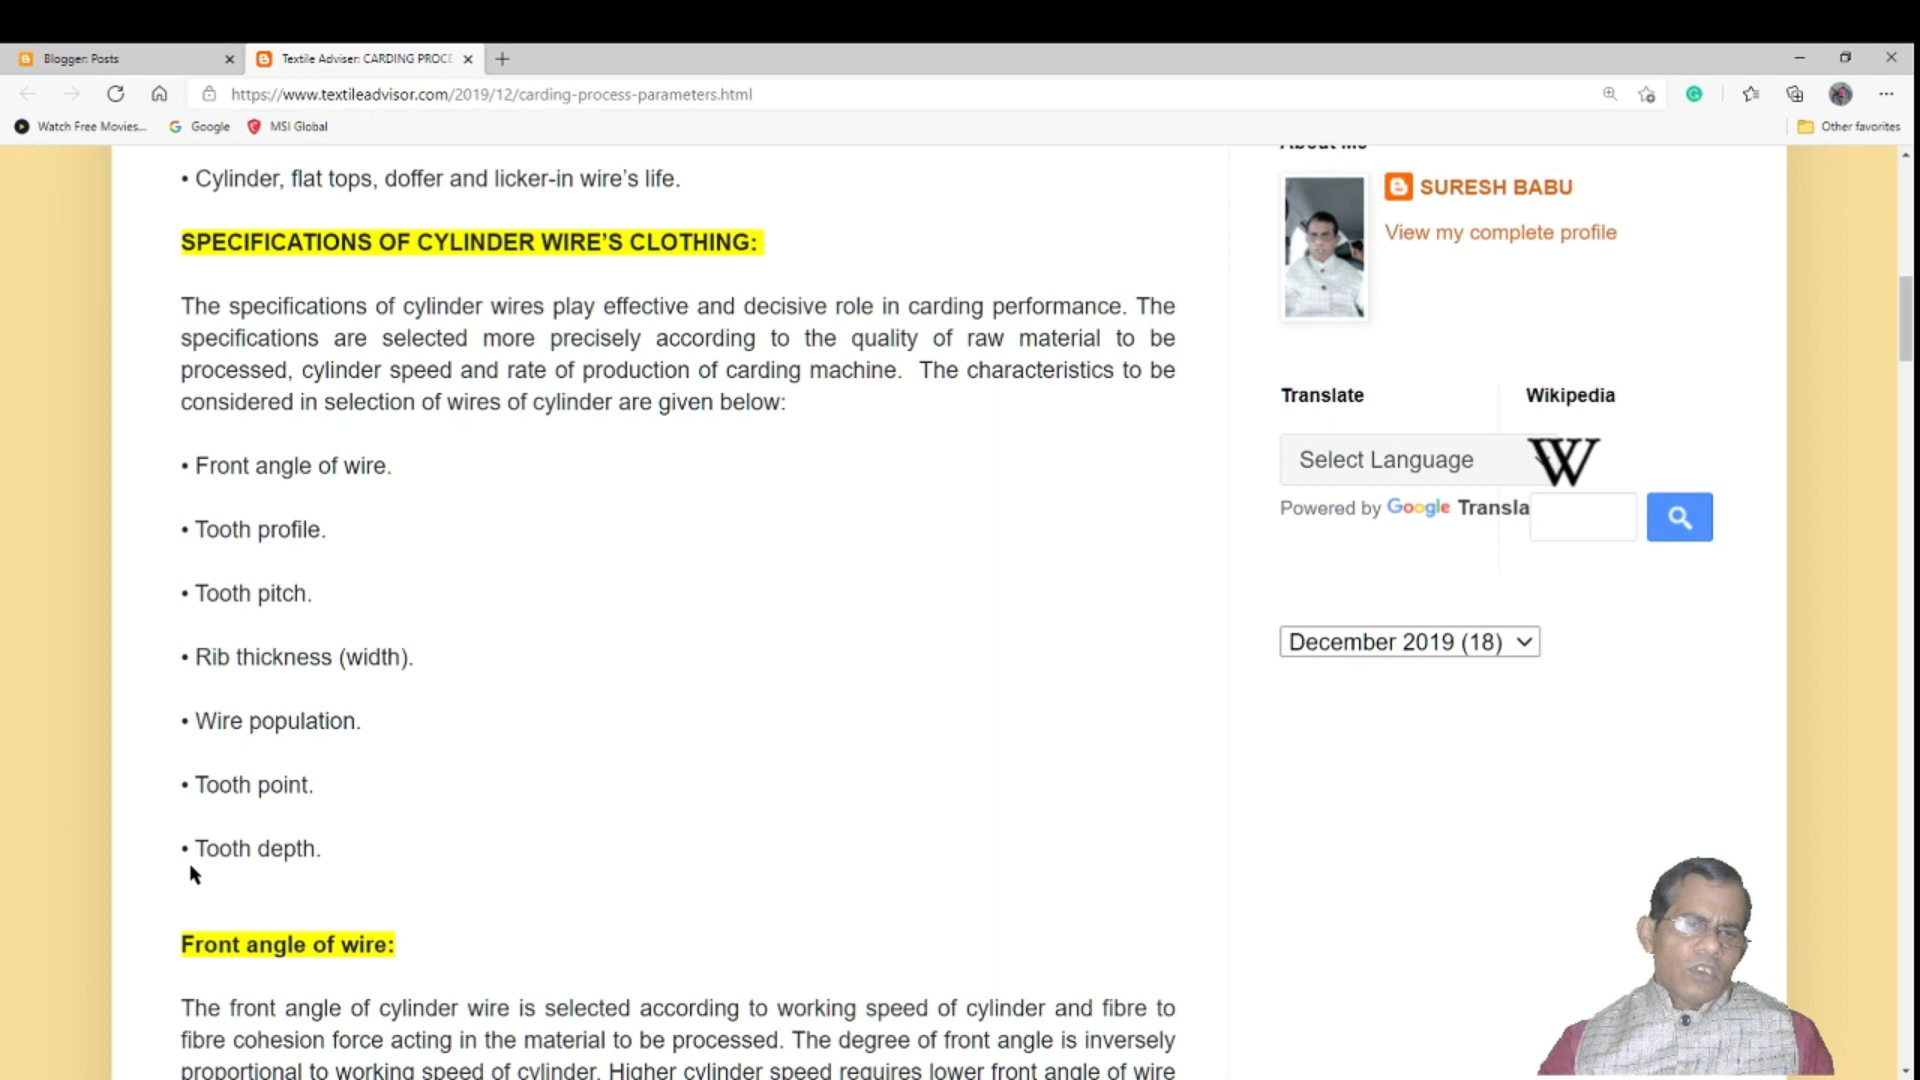 Blogger: Posts
Textile Adviser: CARDING PROCE
https://www.textileadvisor.com/2019/12/carding-process-parameters.html
Watch Free Movies...
Google
MSI Global
Other favorites
• Cylinder, flat tops, doffer and licker-in wire's life.
SPECIFICATIONS OF CYLINDER WIRE'S CLOTHING:
The specifications of cylinder wires play effective and decisive role in carding performance. The
specifications are selected more precisely according to the quality of raw material to be
processed, cylinder speed and rate of production of carding machine. The characteristics to be
considered in selection of wires of cylinder are given below:
• Front angle of wire.
• Tooth profile.
• Tooth pitch.
• Rib thickness (width).
• Wire population.
• Tooth point.
• Tooth depth.
Front angle of wire:
The front angle of cylinder wire is selected according to working speed of cylinder and fibre to
fibre cohesion force acting in the material to be processed. The degree of front angle is inversely
proportional to working speed of cylinder. Higher cylinder speed requires lower front angle of wire
About Me
SURESH BABU
View my complete profile
Translate
Select Language
Powered by Google Transla
Wikipedia
W
December 2019 (18)